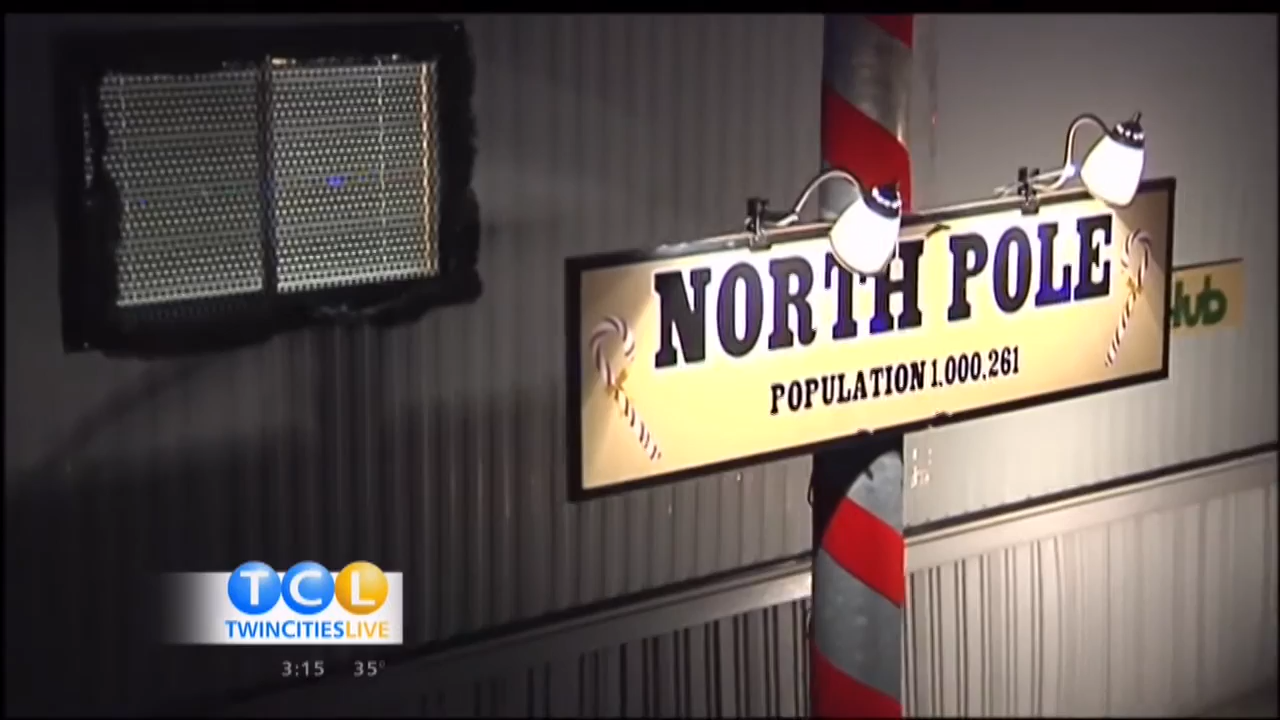 NORTH POLE
POPULATION 1,000,261
TCL
TWINCITIESLIVE
3:15 35°